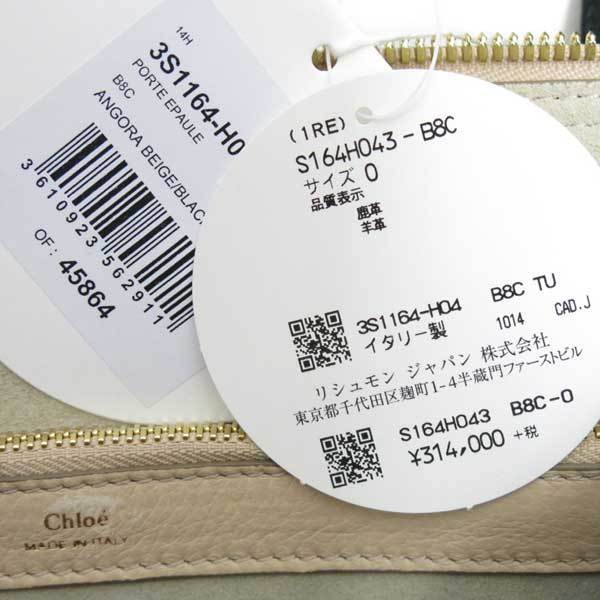 14H
3S1164-H0
PORTE EPAULE
B8C
ANGORA BEIGE/BLAC
3 610923 562911
OF : 45864
(1RE)
S164H043-B8C
サイズ 0
品質表示
鹿革
羊革
3S1164-H04 B8C TU
イタリー製 1014 CAD.J
リシュモン ジャパン 株式会社
東京都千代田区麹町1-4半蔵門ファーストビル
S164H043 B8C-0
¥314,000 +税
Chloé
MADE IN ITALY